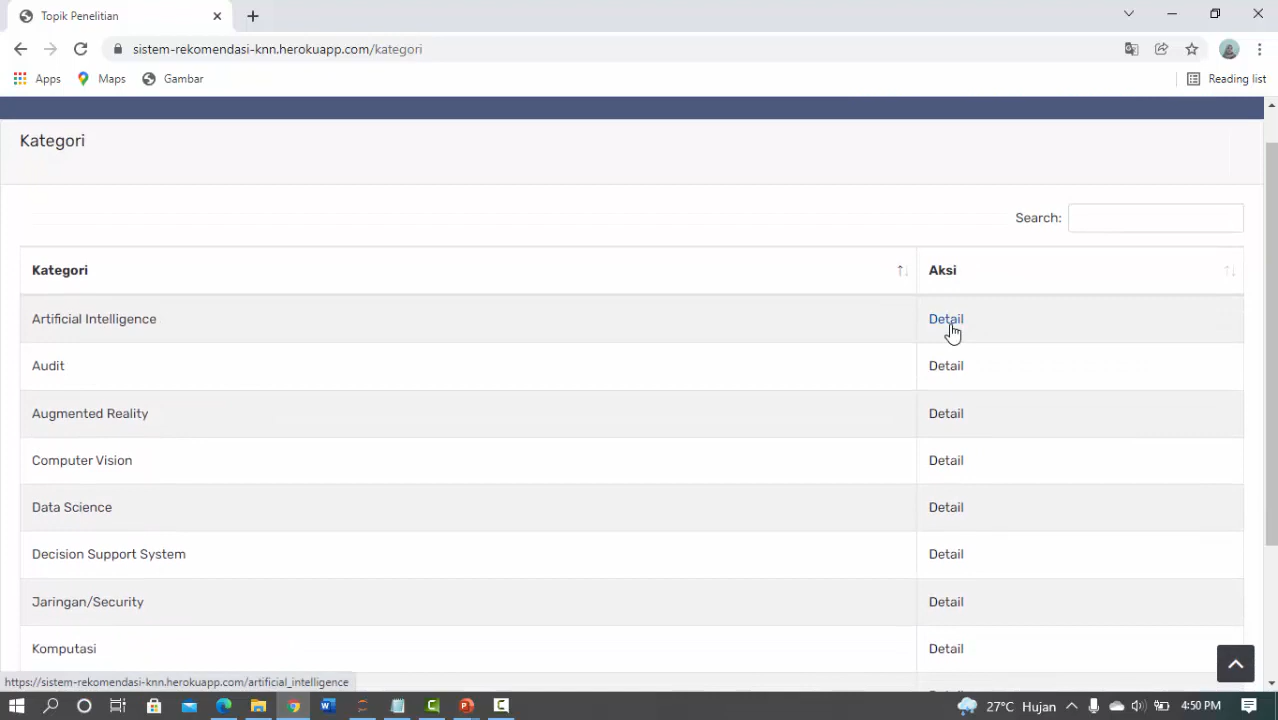 Topik Penelitian
sistem-rekomendasi-knn.herokuapp.com/kategori
Apps Maps Gambar Reading list
Kategori
Search:
Kategori Aksi
Artificial Intelligence Detail
Audit Detail
Augmented Reality Detail
Computer Vision Detail
Data Science Detail
Decision Support System Detail
Jaringan/Security Detail
Komputasi Detail
https://sistem-rekomendasi-knn.herokuapp.com/artificial_intelligence
27°C Hujan 4:50 PM